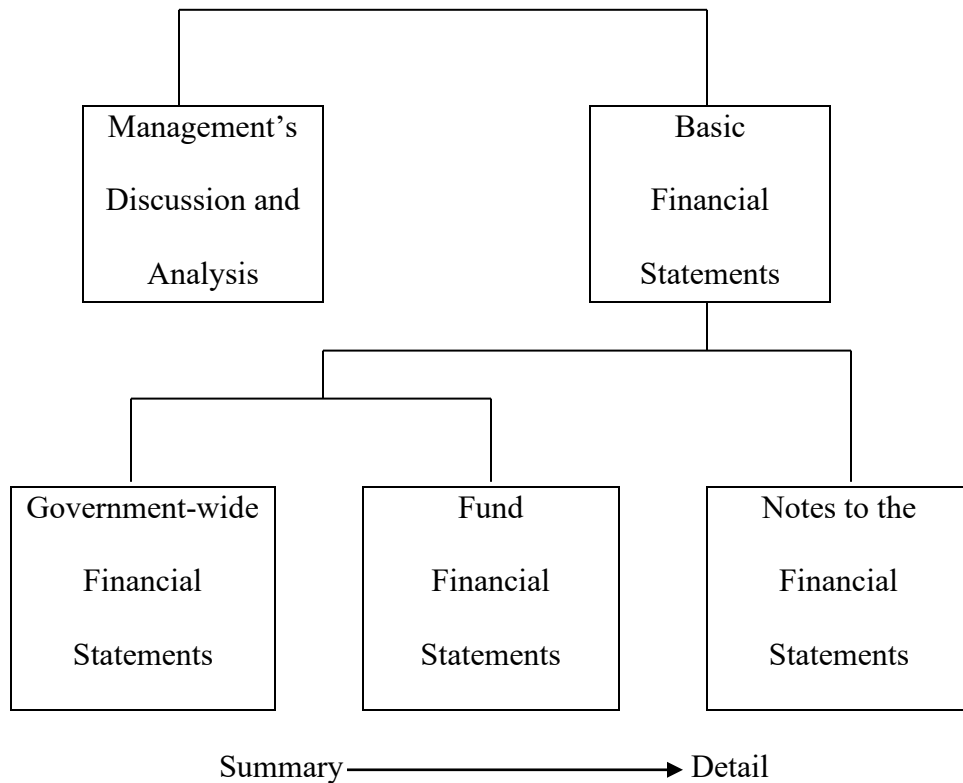 Management’s
Discussion and
Analysis
Basic
Financial
Statements
Government-wide
Financial
Statements
Fund
Financial
Statements
Notes to the
Financial
Statements
Summary
Detail